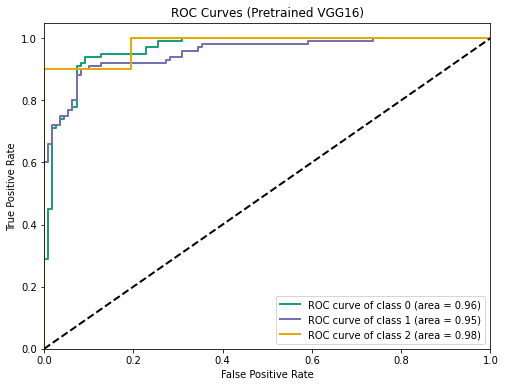 ROC Curves (Pretrained VGG16)
True Positive Rate
1.0
0.8
0.6
0.4
0.2
0.0
ROC curve of class 0 (area = 0.96)
ROC curve of class 1 (area = 0.95)
ROC curve of class 2 (area = 0.98)
0.0 0.2 0.4 0.6 0.8 1.0
False Positive Rate